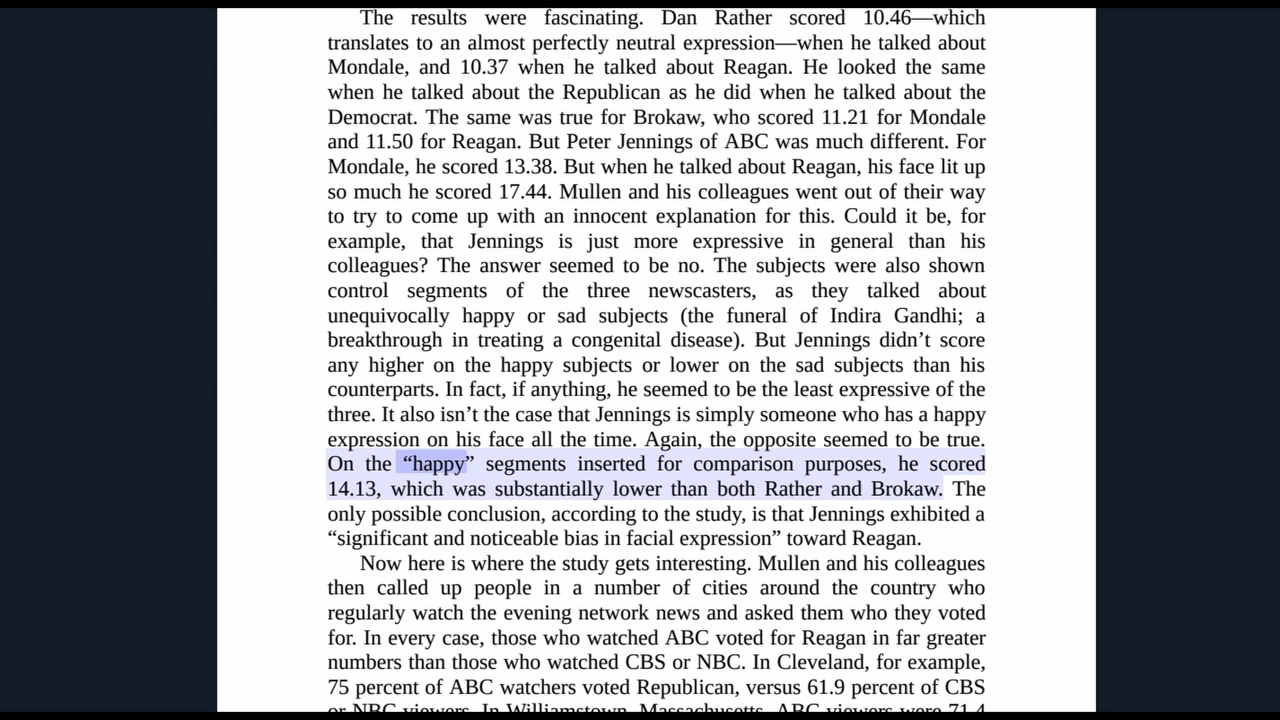 The results were fascinating. Dan Rather scored 10.46—which
translates to an almost perfectly neutral expression—when he talked about
Mondale, and 10.37 when he talked about Reagan. He looked the same
when he talked about the Republican as he did when he talked about the
Democrat. The same was true for Brokaw, who scored 11.21 for Mondale
and 11.50 for Reagan. But Peter Jennings of ABC was much different. For
Mondale, he scored 13.38. But when he talked about Reagan, his face lit up
so much he scored 17.44. Mullen and his colleagues went out of their way
to try to come up with an innocent explanation for this. Could it be, for
example, that Jennings is just more expressive in general than his
colleagues? The answer seemed to be no. The subjects were also shown
control segments of the three newscasters, as they talked about
unequivocally happy or sad subjects (the funeral of Indira Gandhi; a
breakthrough in treating a congenital disease). But Jennings didn’t score
any higher on the happy subjects or lower on the sad subjects than his
counterparts. In fact, if anything, he seemed to be the least expressive of the
three. It also isn’t the case that Jennings is simply someone who has a happy
expression on his face all the time. Again, the opposite seemed to be true.
On the “happy” segments inserted for comparison purposes, he scored
14.13, which was substantially lower than both Rather and Brokaw. The
only possible conclusion, according to the study, is that Jennings exhibited a
“significant and noticeable bias in facial expression” toward Reagan.
Now here is where the study gets interesting. Mullen and his colleagues
then called up people in a number of cities around the country who
regularly watch the evening network news and asked them who they voted
for. In every case, those who watched ABC voted for Reagan in far greater
numbers than those who watched CBS or NBC. In Cleveland, for example,
75 percent of ABC watchers voted Republican, versus 61.9 percent of CBS
or NBC viewers. In Williamstown, Massachusetts, ABC viewers were 71.4